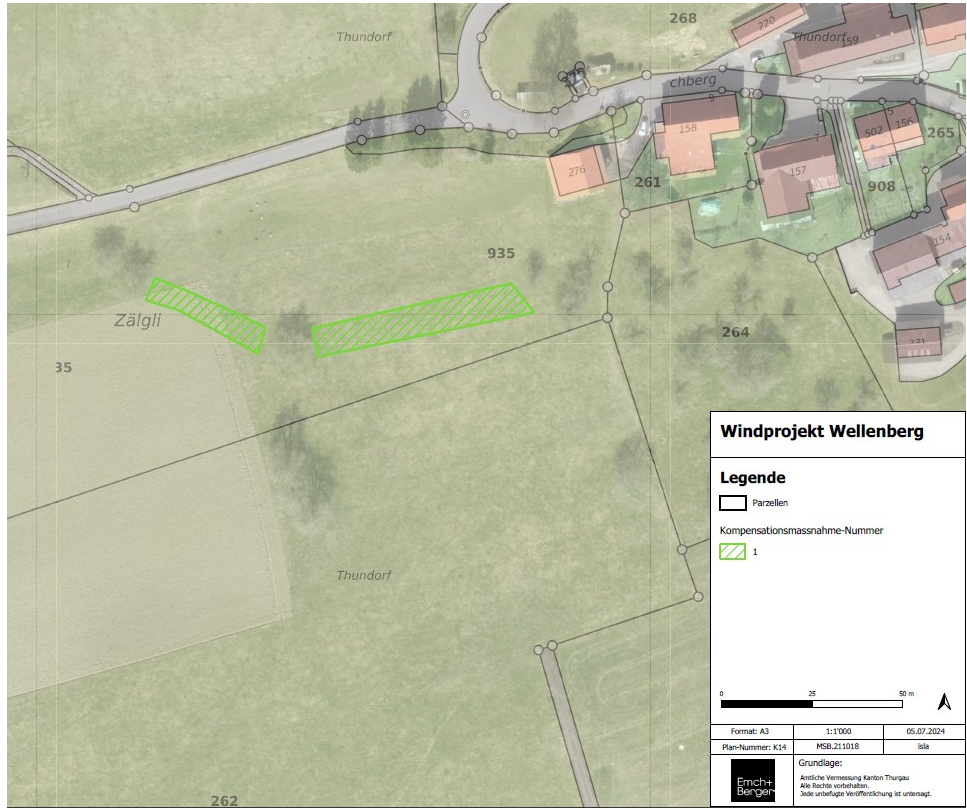 268
220
Thundorf
Thundorf
159
chberg
9
158
5
502
156
265
7
157
276
261
908
154
935
Zälgli
264
221
35
Windprojekt Wellenberg
Legende
Parzellen
Kompensationsmassnahme-Nummer
1
Thundorf
0 25 50 m
Format: A3 1:1'000 05.07.2024
Plan-Nummer: K14 MSB.211018 isla
Emch+
Berger
Grundlage:
Amtliche Vermessung Kanton Thurgau
Alle Rechte vorbehalten.
Jede unbefugte Veröffentlichung ist untersagt.
262